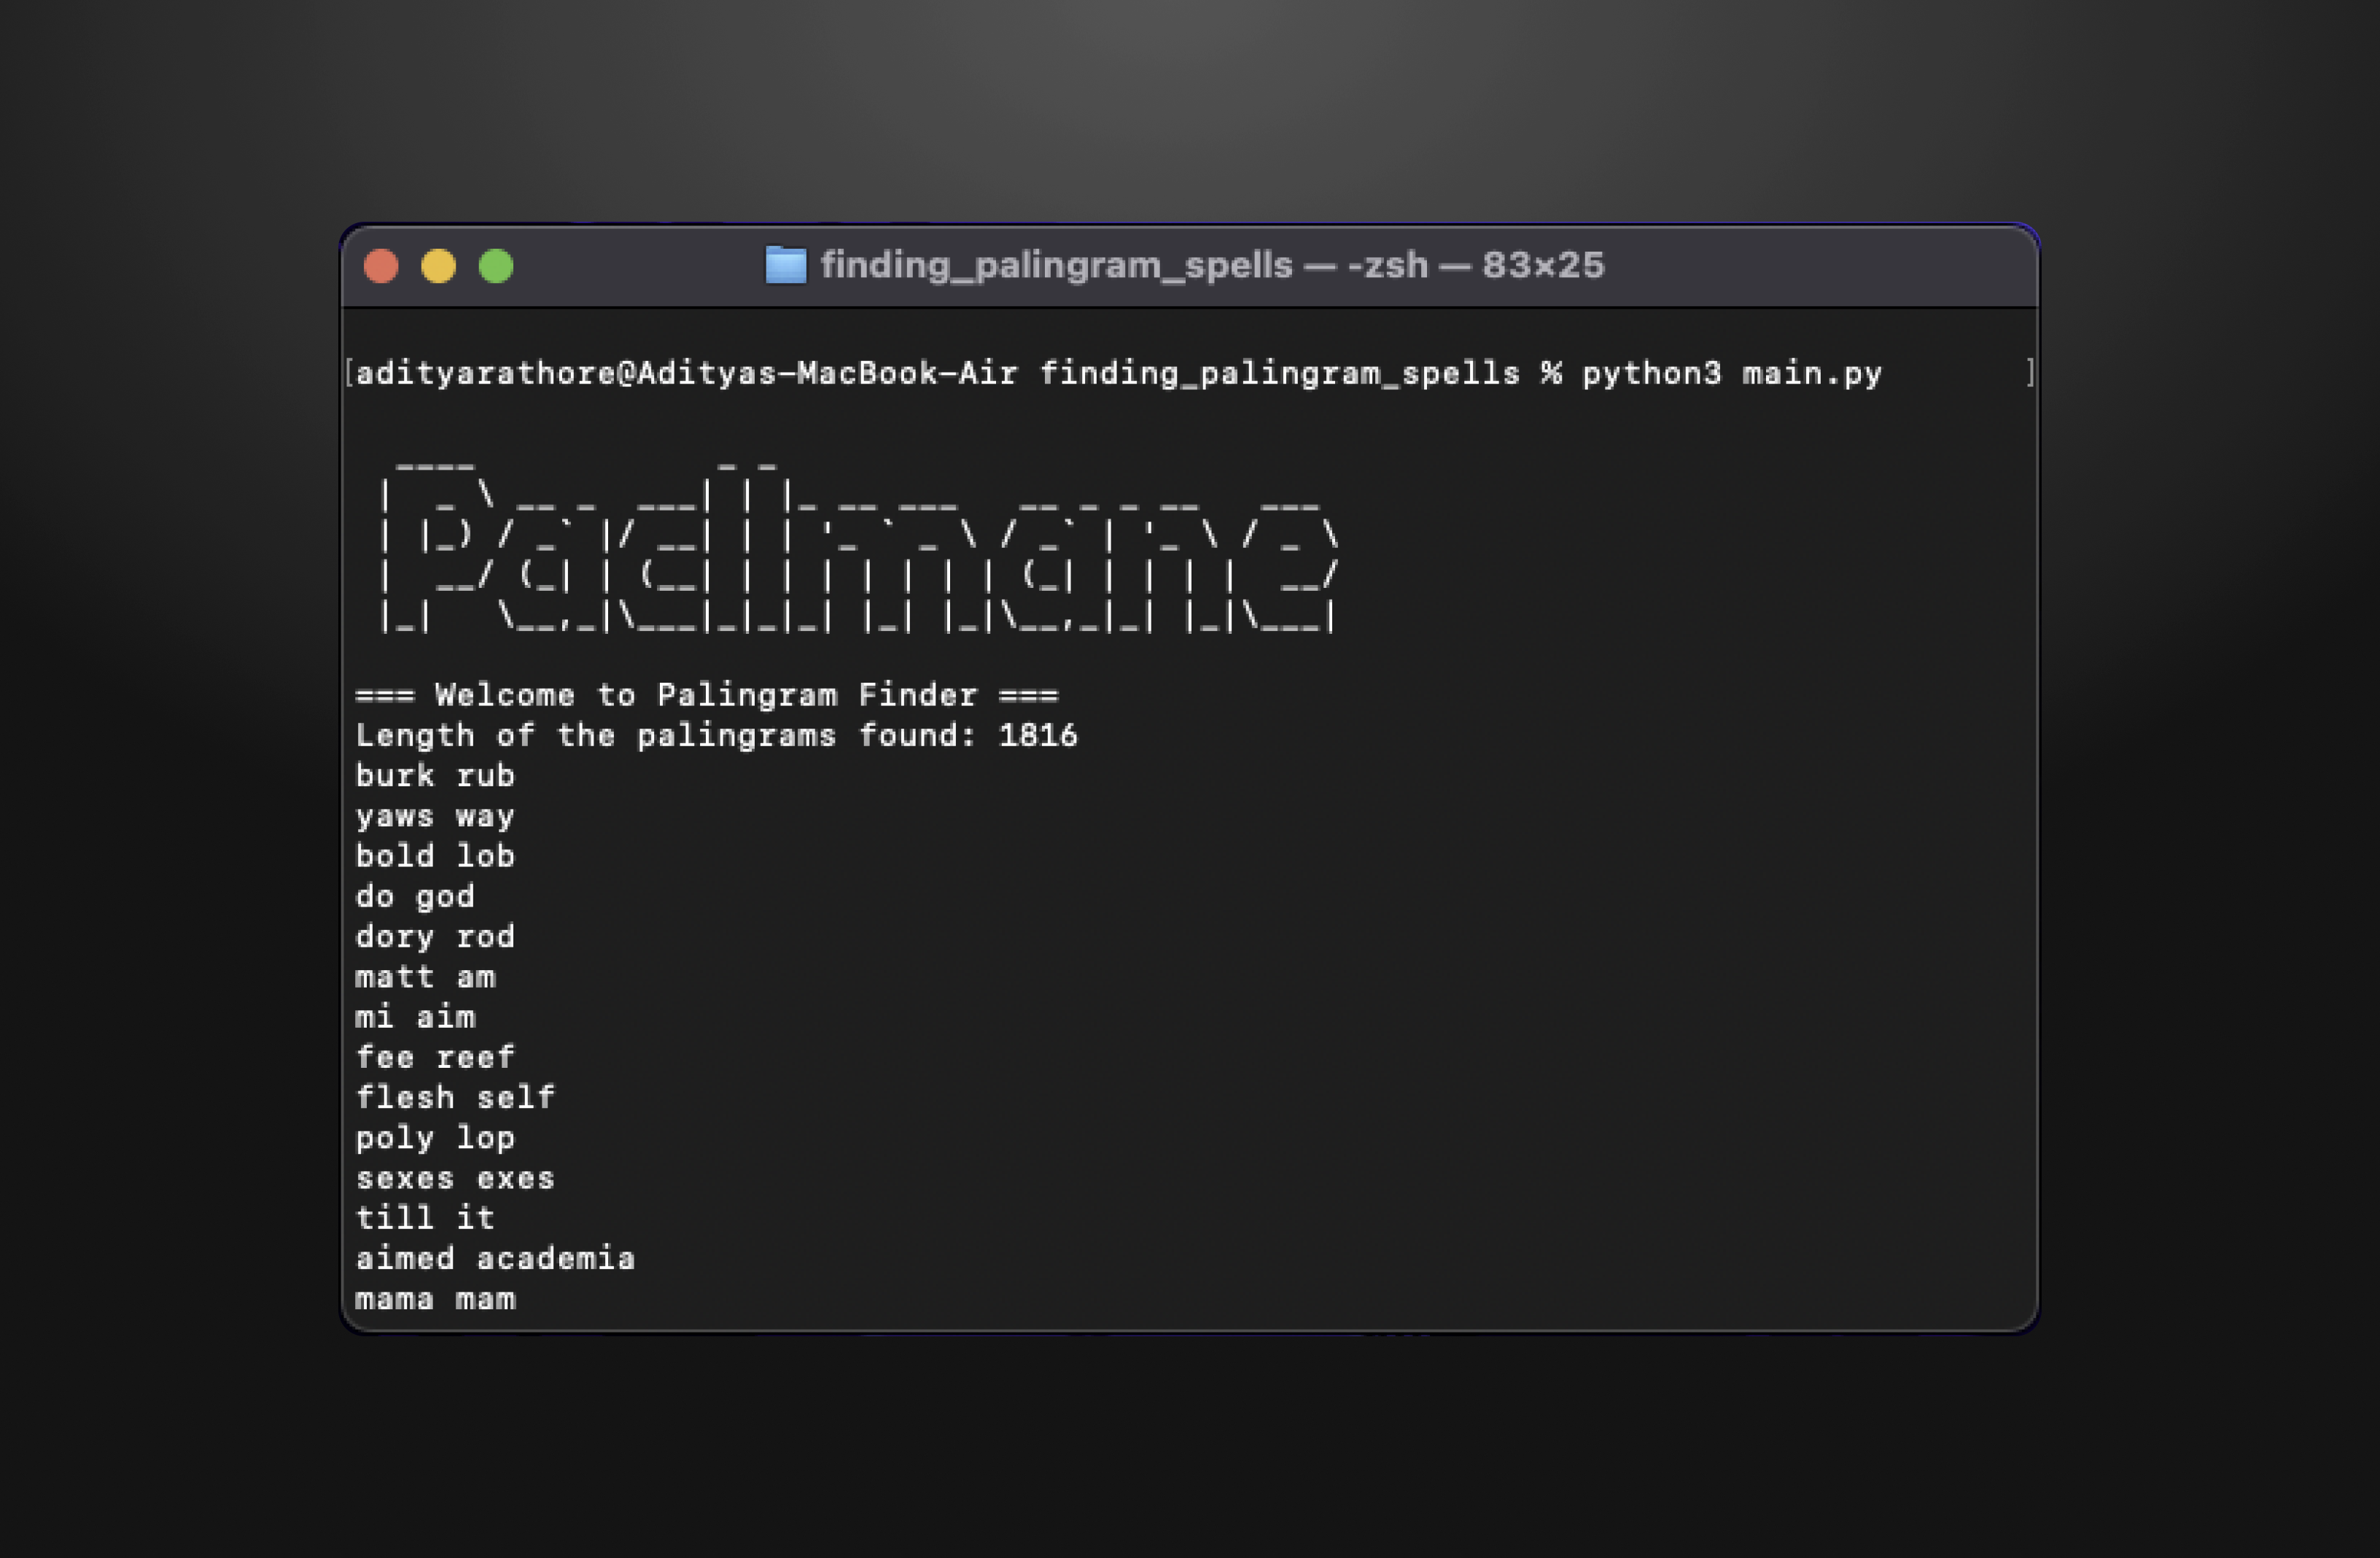 finding_palingram_spells — -zsh — 83×25
[adityarathore@Adityas-MacBook-Air finding_palingram_spells % python3 main.py ]
Padlmane
=== Welcome to Palingram Finder ===
Length of the palingrams found: 1816
burk rub
yaws way
bold lob
do god
dory rod
matt am
mi aim
fee reef
flesh self
poly lop
sexes exes
till it
aimed academia
mama mam